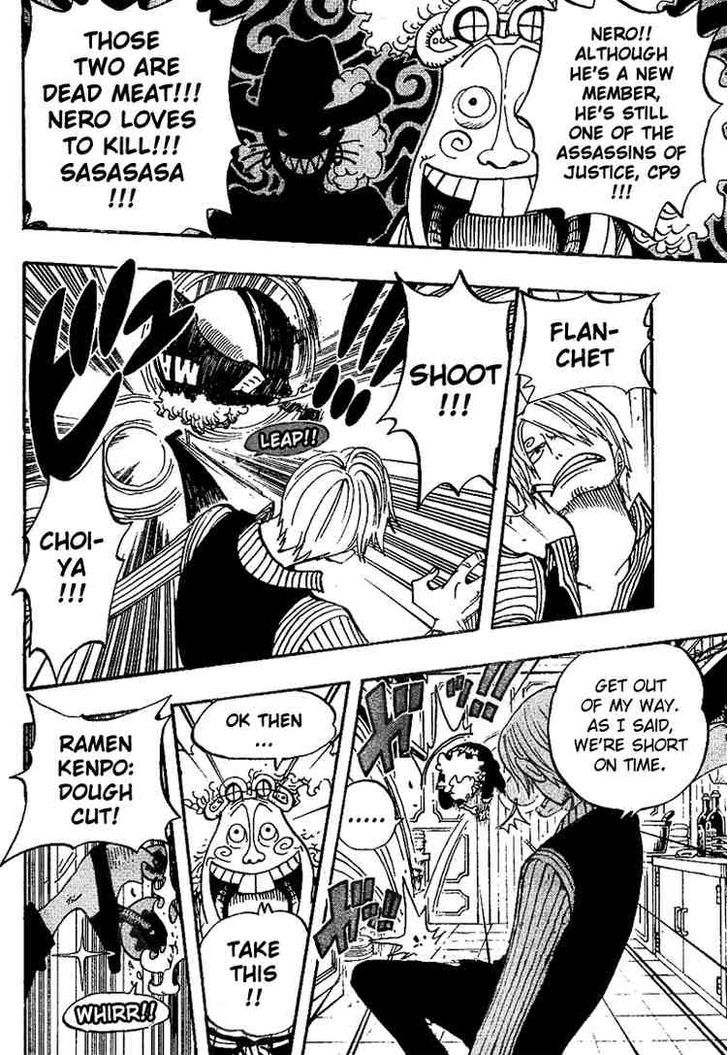 NERO!!
ALTHOUGH
HE'S A NEW
MEMBER,
HE'S STILL
ONE OF THE
ASSASSINS OF
JUSTICE, CP9
!!!
THOSE
TWO ARE
DEAD MEAT!!!
NERO LOVES
TO KILL!!!
SASASASA
!!!
FLAN-
CHET
SHOOT
!!!
LEAP!!
CHOI-
YA
!!!
GET OUT
OF MY WAY.
AS I SAID,
WE'RE SHORT
ON TIME.
......
OK THEN
...
TAKE
THIS
!!
RAMEN
KENPO:
DOUGH
CUT!
WHIRR!!